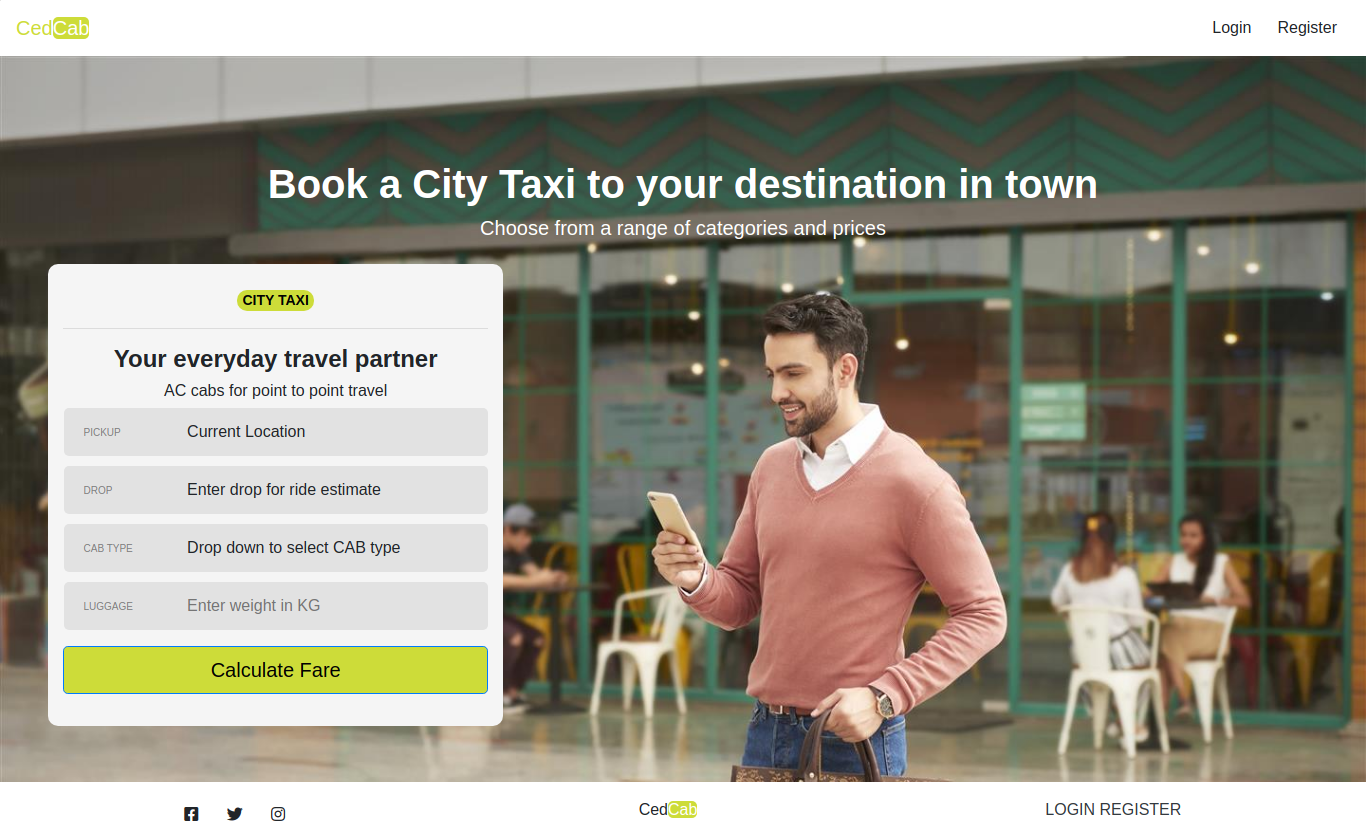 CedCab
Login Register
Book a City Taxi to your destination in town
Choose from a range of categories and prices
CITY TAXI
Your everyday travel partner
AC cabs for point to point travel
PICKUP Current Location
DROP Enter drop for ride estimate
CAB TYPE Drop down to select CAB type
LUGGAGE Enter weight in KG
Calculate Fare
CedCab
LOGIN REGISTER